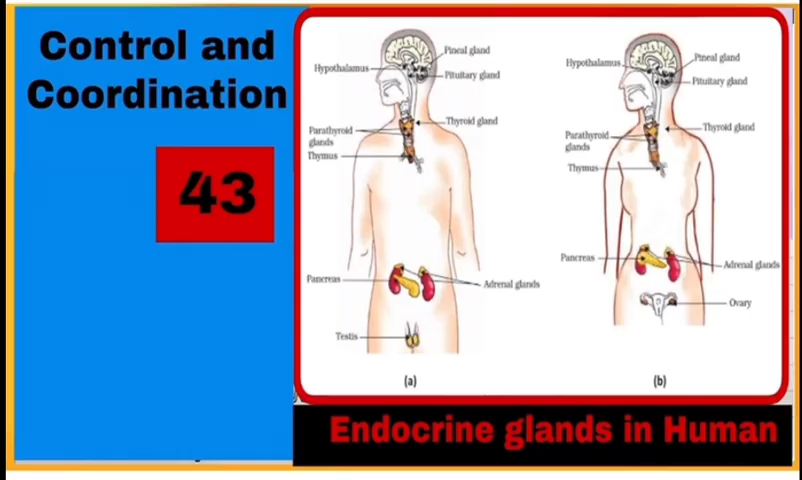 Control and
Coordination
43
Pineal gland
Hypothalamus
Pituitary gland
Thyroid gland
Parathyroid
glands
Thymus
Pancreas
Adrenal glands
Testis
(a)
Pineal gland
Hypothalamus
Pituitary gland
Thyroid gland
Parathyroid
glands
Thymus
Pancreas
Adrenal glands
Ovary
(b)
Endocrine glands in Human